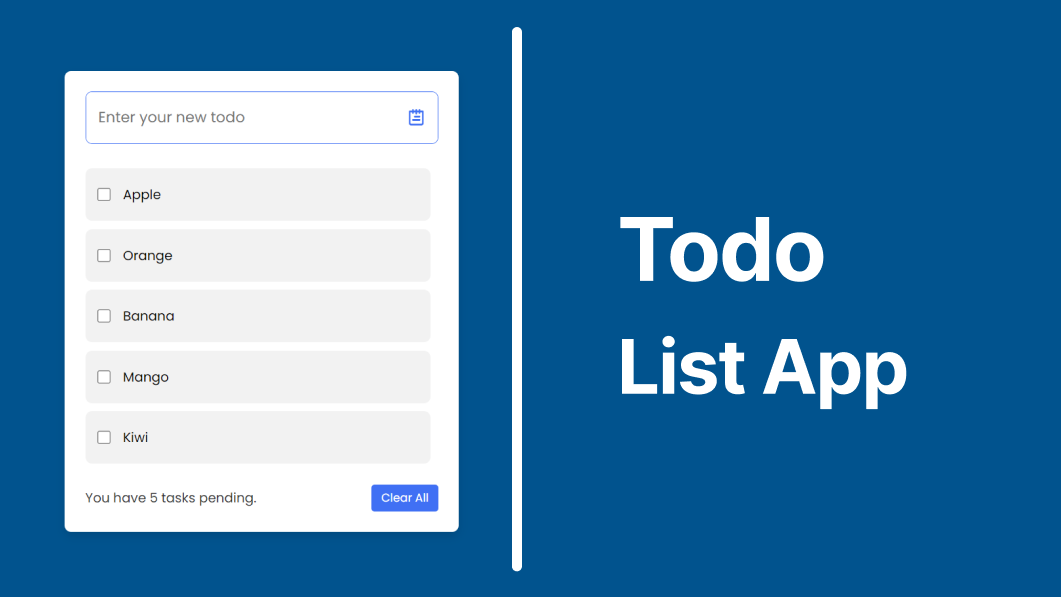 Enter your new todo
Apple
Orange
Banana
Mango
Kiwi
You have 5 tasks pending.
Clear All
Todo
List App